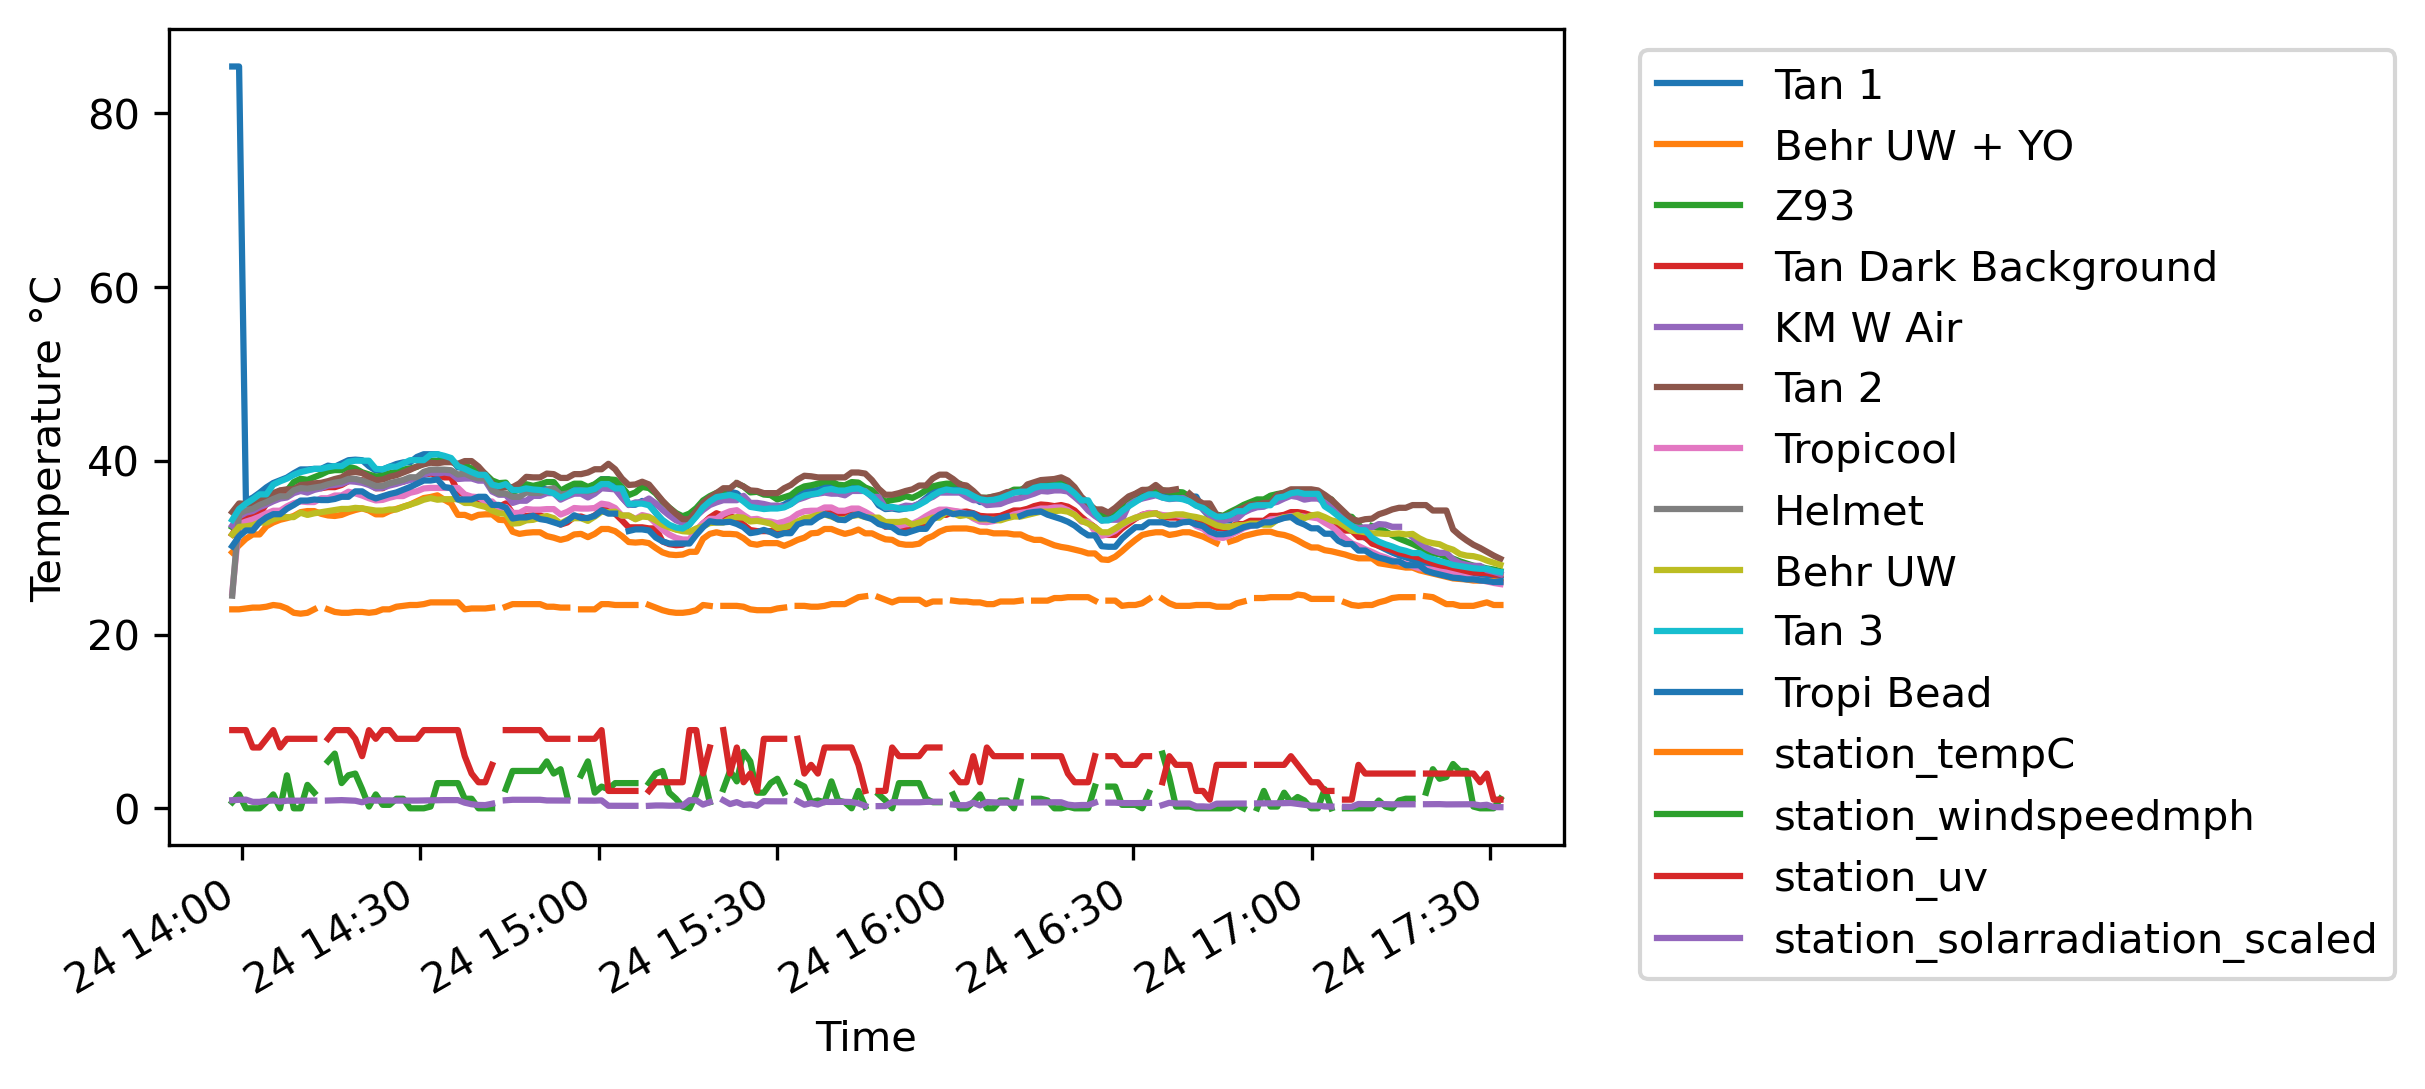 80
60
40
20
0
Temperature °C
24 14:00
24 14:30
24 15:00
24 15:30
24 16:00
24 16:30
24 17:00
24 17:30
Time
Tan 1
Behr UW + YO
Z93
Tan Dark Background
KM W Air
Tan 2
Tropicool
Helmet
Behr UW
Tan 3
Tropi Bead
station_tempC
station_windspeedmph
station_uv
station_solarradiation_scaled